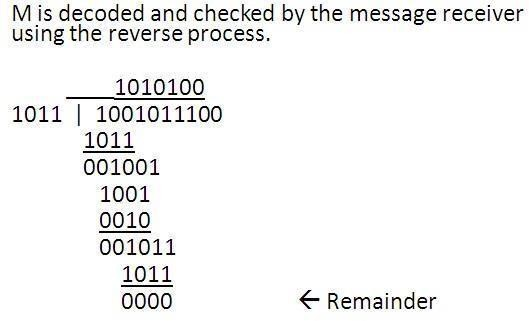 M is decoded and checked by the message receiver
using the reverse process.
____1010100
1011 | 1001011100
1011
001001
1001
0010
001011
1011
0000 ← Remainder